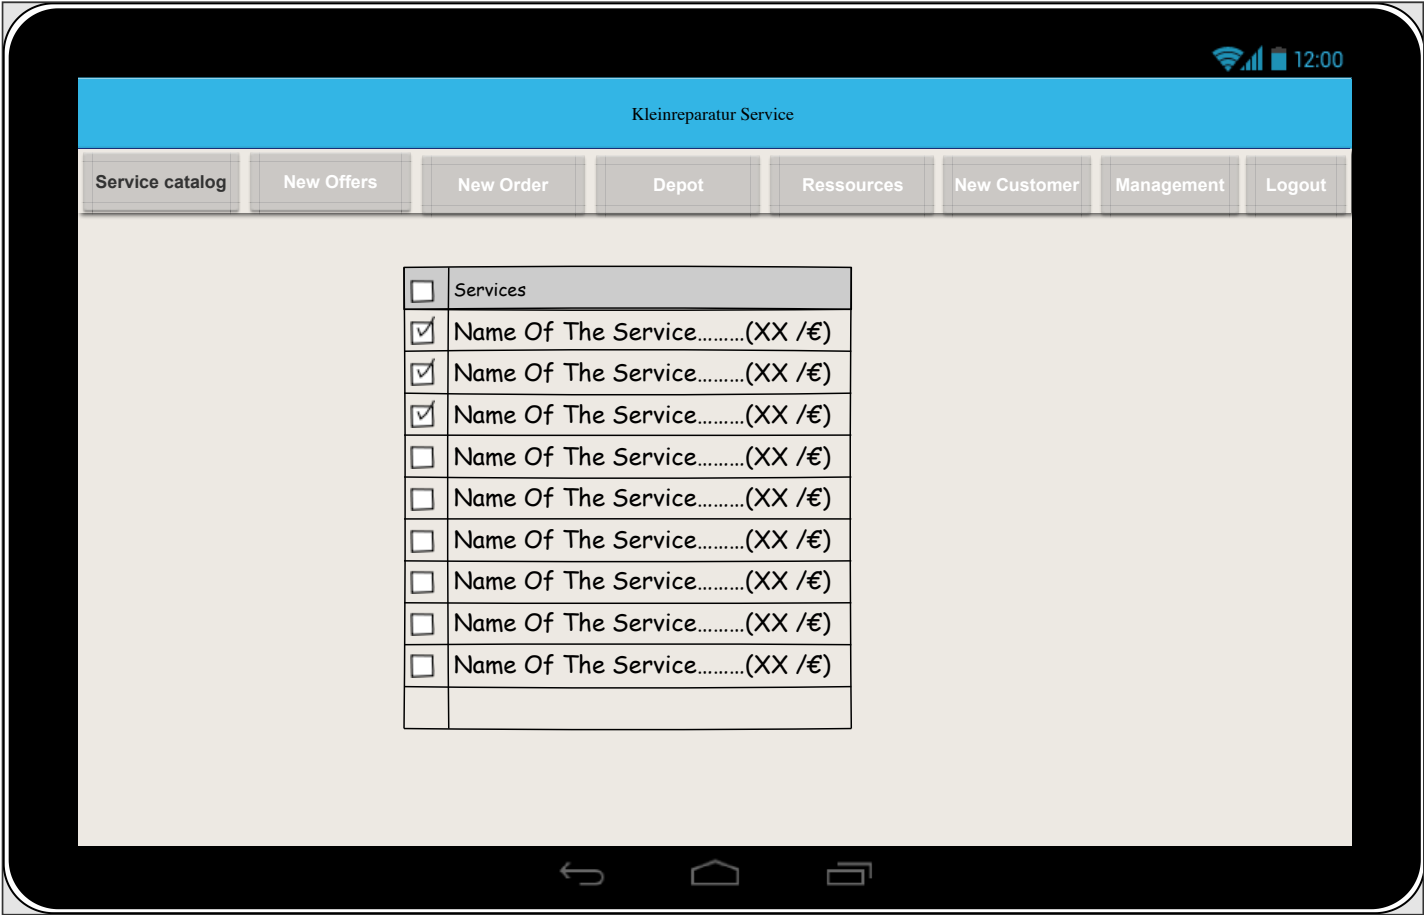 12:00
Kleinreparatur Service
Service catalog New Offers New Order Depot Ressources New Customer Management Logout
Services
Name Of The Service.........(XX /€)
Name Of The Service.........(XX /€)
Name Of The Service.........(XX /€)
Name Of The Service.........(XX /€)
Name Of The Service.........(XX /€)
Name Of The Service.........(XX /€)
Name Of The Service.........(XX /€)
Name Of The Service.........(XX /€)
Name Of The Service.........(XX /€)